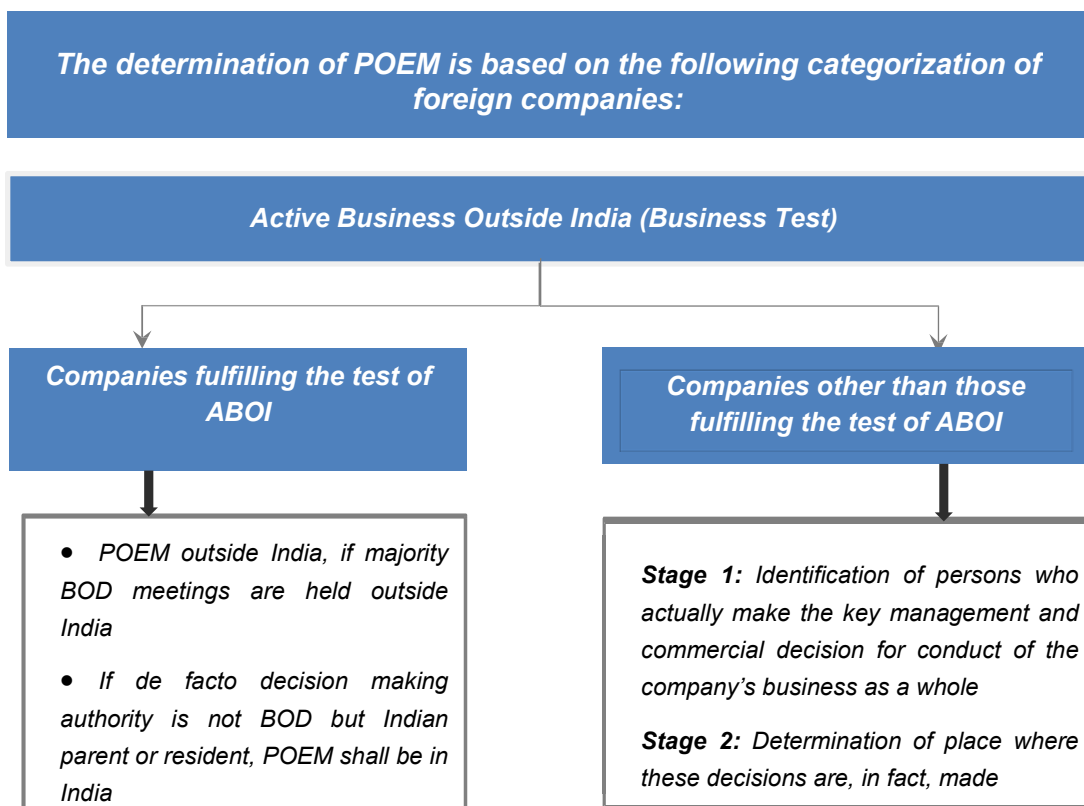 The determination of POEM is based on the following categorization of
foreign companies:
Active Business Outside India (Business Test)
Companies fulfilling the test of
ABOI
• POEM outside India, if majority
BOD meetings are held outside
India
• If de facto decision making
authority is not BOD but Indian
parent or resident, POEM shall be in
India
Companies other than those
fulfilling the test of ABOI
Stage 1: Identification of persons who
actually make the key management and
commercial decision for conduct of the
company’s business as a whole
Stage 2: Determination of place where
these decisions are, in fact, made